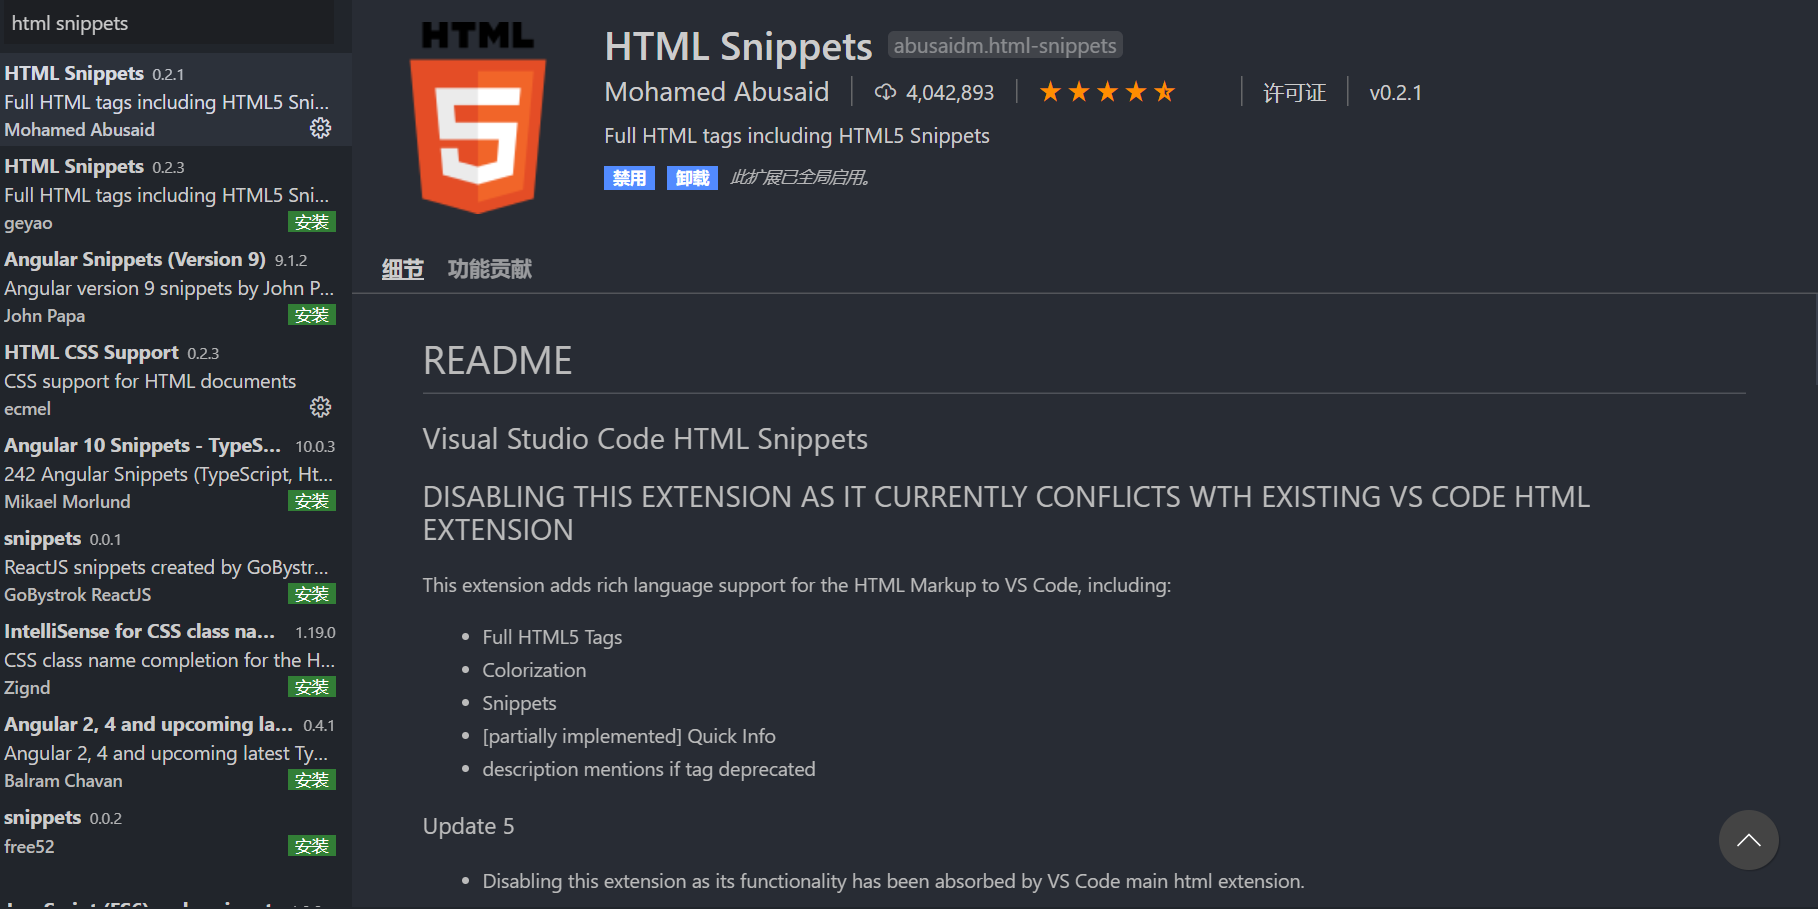 html snippets
HTML Snippets 0.2.1
Full HTML tags including HTML5 Sni...
Mohamed Abusaid
HTML Snippets 0.2.3
Full HTML tags including HTML5 Sni...
geyao 安装
Angular Snippets (Version 9) 9.1.2
Angular version 9 snippets by John P...
John Papa 安装
HTML CSS Support 0.2.3
CSS support for HTML documents
ecmel
Angular 10 Snippets - TypeS... 10.0.3
242 Angular Snippets (TypeScript, Ht...
Mikael Morlund 安装
snippets 0.0.1
ReactJS snippets created by GoBystr...
GoBystrok ReactJS 安装
IntelliSense for CSS class na... 1.19.0
CSS class name completion for the H...
Zignd 安装
Angular 2, 4 and upcoming la... 0.4.1
Angular 2, 4 and upcoming latest Ty...
Balram Chavan 安装
snippets 0.0.2
free52 安装
HTML
5
HTML Snippets abusaidm.html-snippets
Mohamed Abusaid 4,042,893 许可证 v0.2.1
Full HTML tags including HTML5 Snippets
禁用 卸载 此扩展已全局启用。
细节 功能贡献
README
Visual Studio Code HTML Snippets
DISABLING THIS EXTENSION AS IT CURRENTLY CONFLICTS WTH EXISTING VS CODE HTML
EXTENSION
This extension adds rich language support for the HTML Markup to VS Code, including:
• Full HTML5 Tags
• Colorization
• Snippets
• [partially implemented] Quick Info
• description mentions if tag deprecated
Update 5
• Disabling this extension as its functionality has been absorbed by VS Code main html extension.